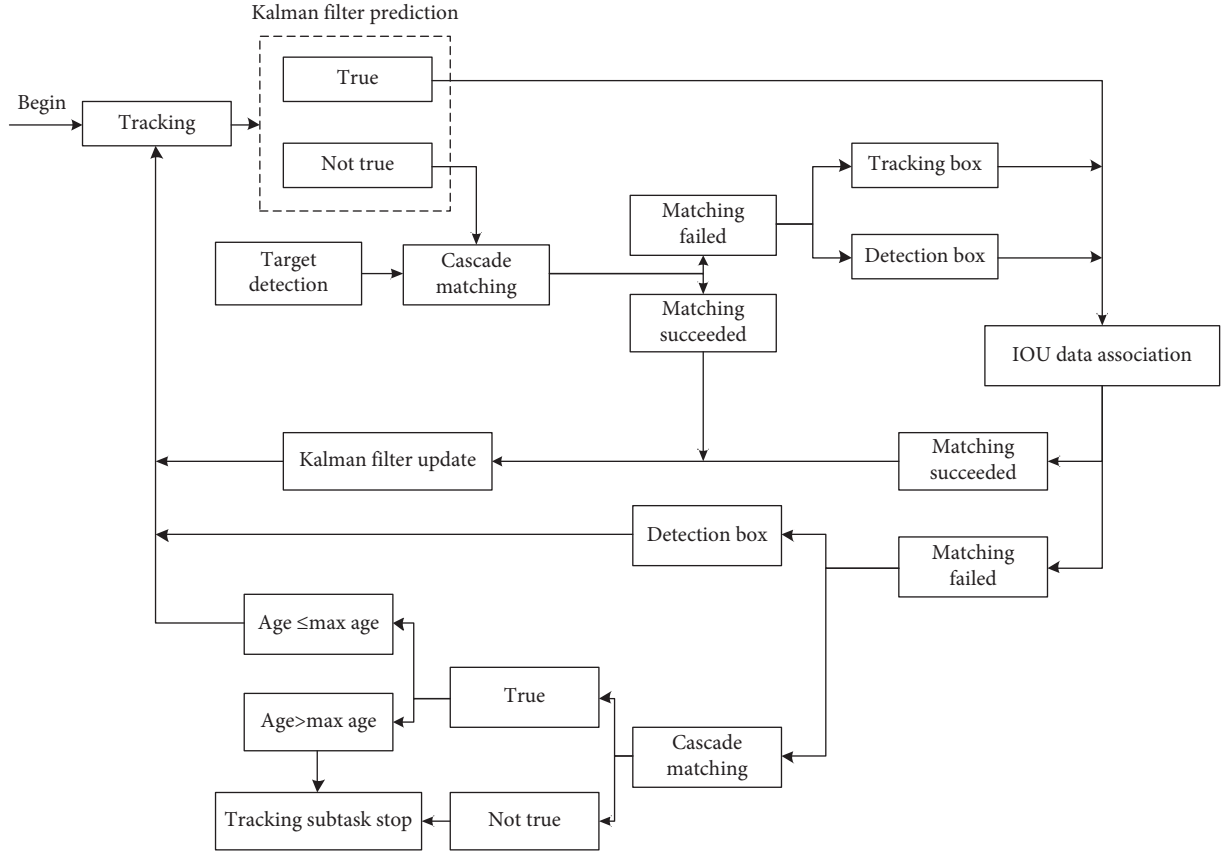 Kalman filter prediction
True
Begin
Tracking
Not true
Tracking box
Matching
failed
Target
detection
Cascade
matching
Detection box
Matching
succeeded
IOU data association
Kalman filter update
Matching
succeeded
Detection box
Matching
failed
Age ≤max age
True
Age>max age
Cascade
matching
Tracking subtask stop
Not true